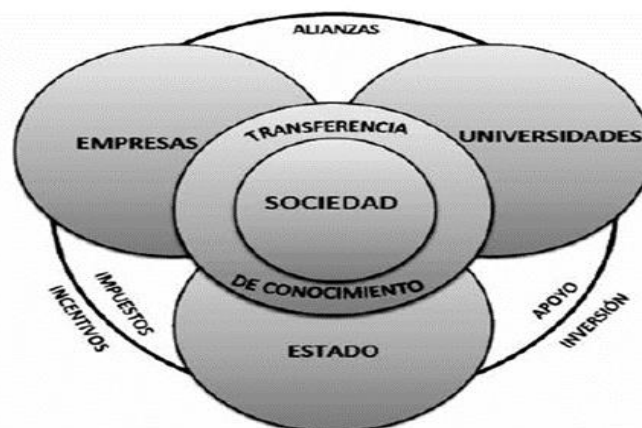 ALIANZAS
EMPRESAS
TRANSFERENCIA
UNIVERSIDADES
SOCIEDAD
DE CONOCIMIENTO
IMPUESTOS
INCENTIVOS
APOYO
INVERSIÓN
ESTADO